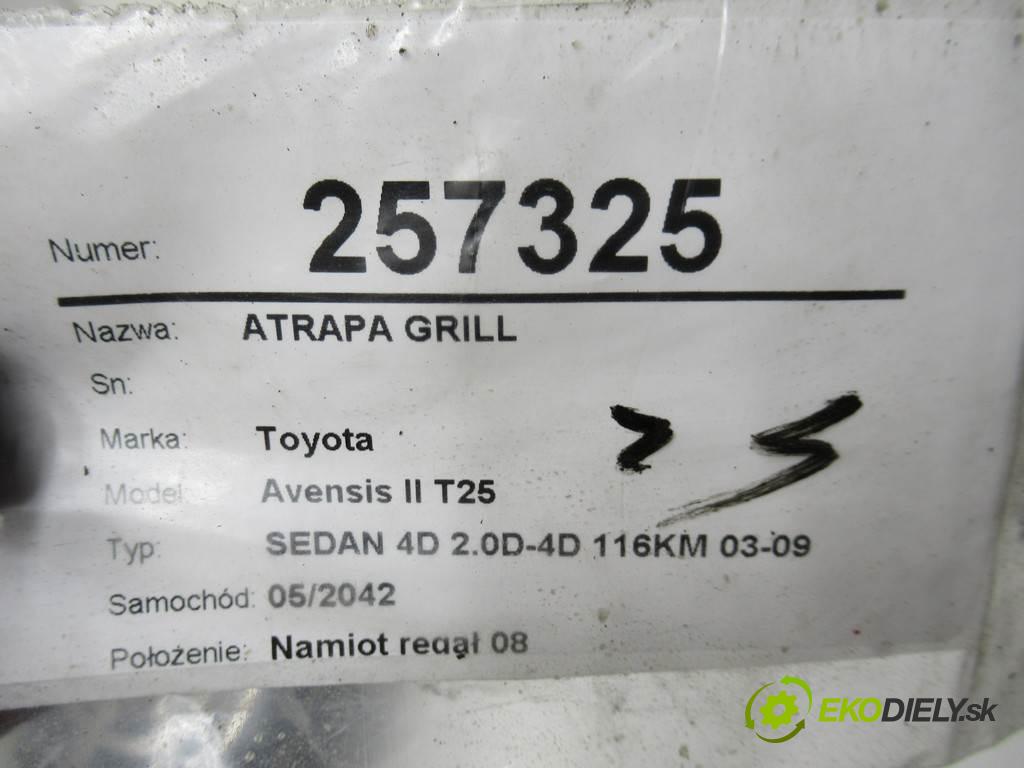 Numer: 257325
Nazwa: ATRAPA GRILL
Sn:
Marka: Toyota
Model Avensis II T25
Typ: SEDAN 4D 2.0D-4D 116KM 03-09
Samochód: 05/2042
Położenie: Namiot regał 08
25
EKODIELY.sk